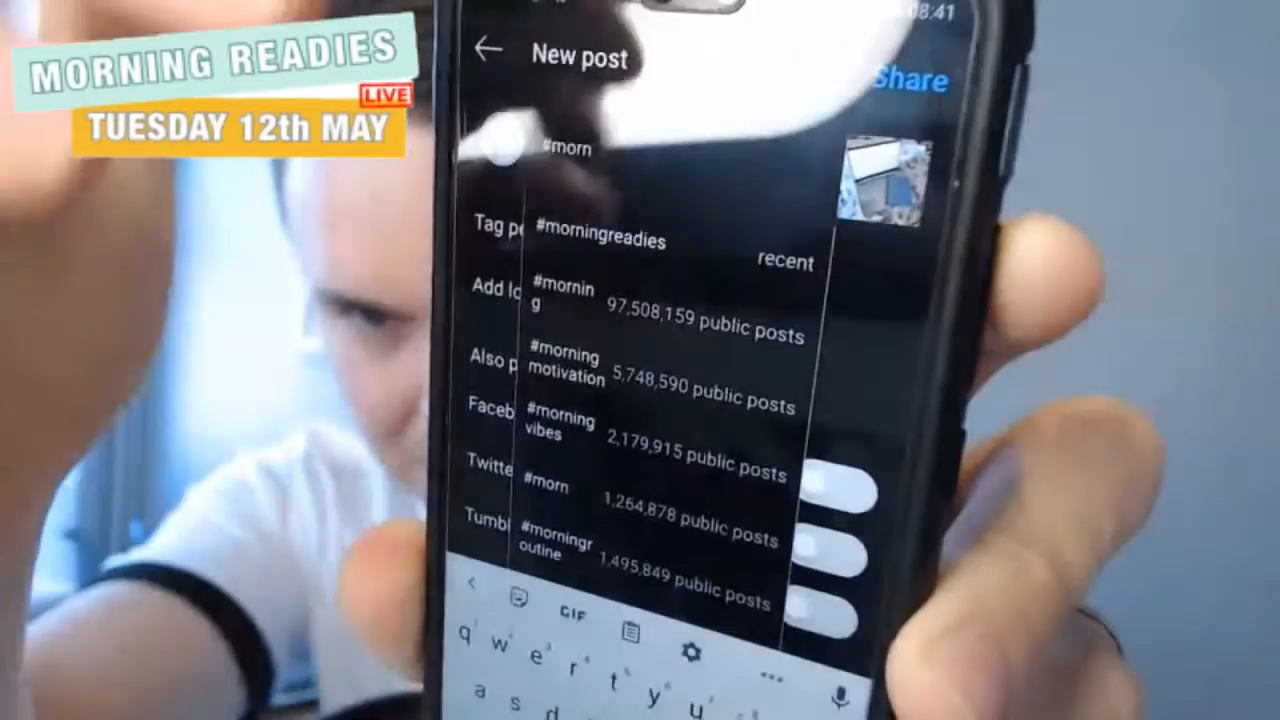 MORNING READIES
LIVE
TUESDAY 12th MAY
08:41
New post
Share
#morn
Tag pe
#morningreadies
recent
Add lo
#mornin
g
97,508,159 public posts
Also p
#morning
motivation
5,748,590 public posts
Faceb
#morning
vibes
2,179,915 public posts
Twitte
#morn
1,264,878 public posts
Tumbl
#morningr
outine
1,495,849 public posts
GIF
q w e r t y u
a s d